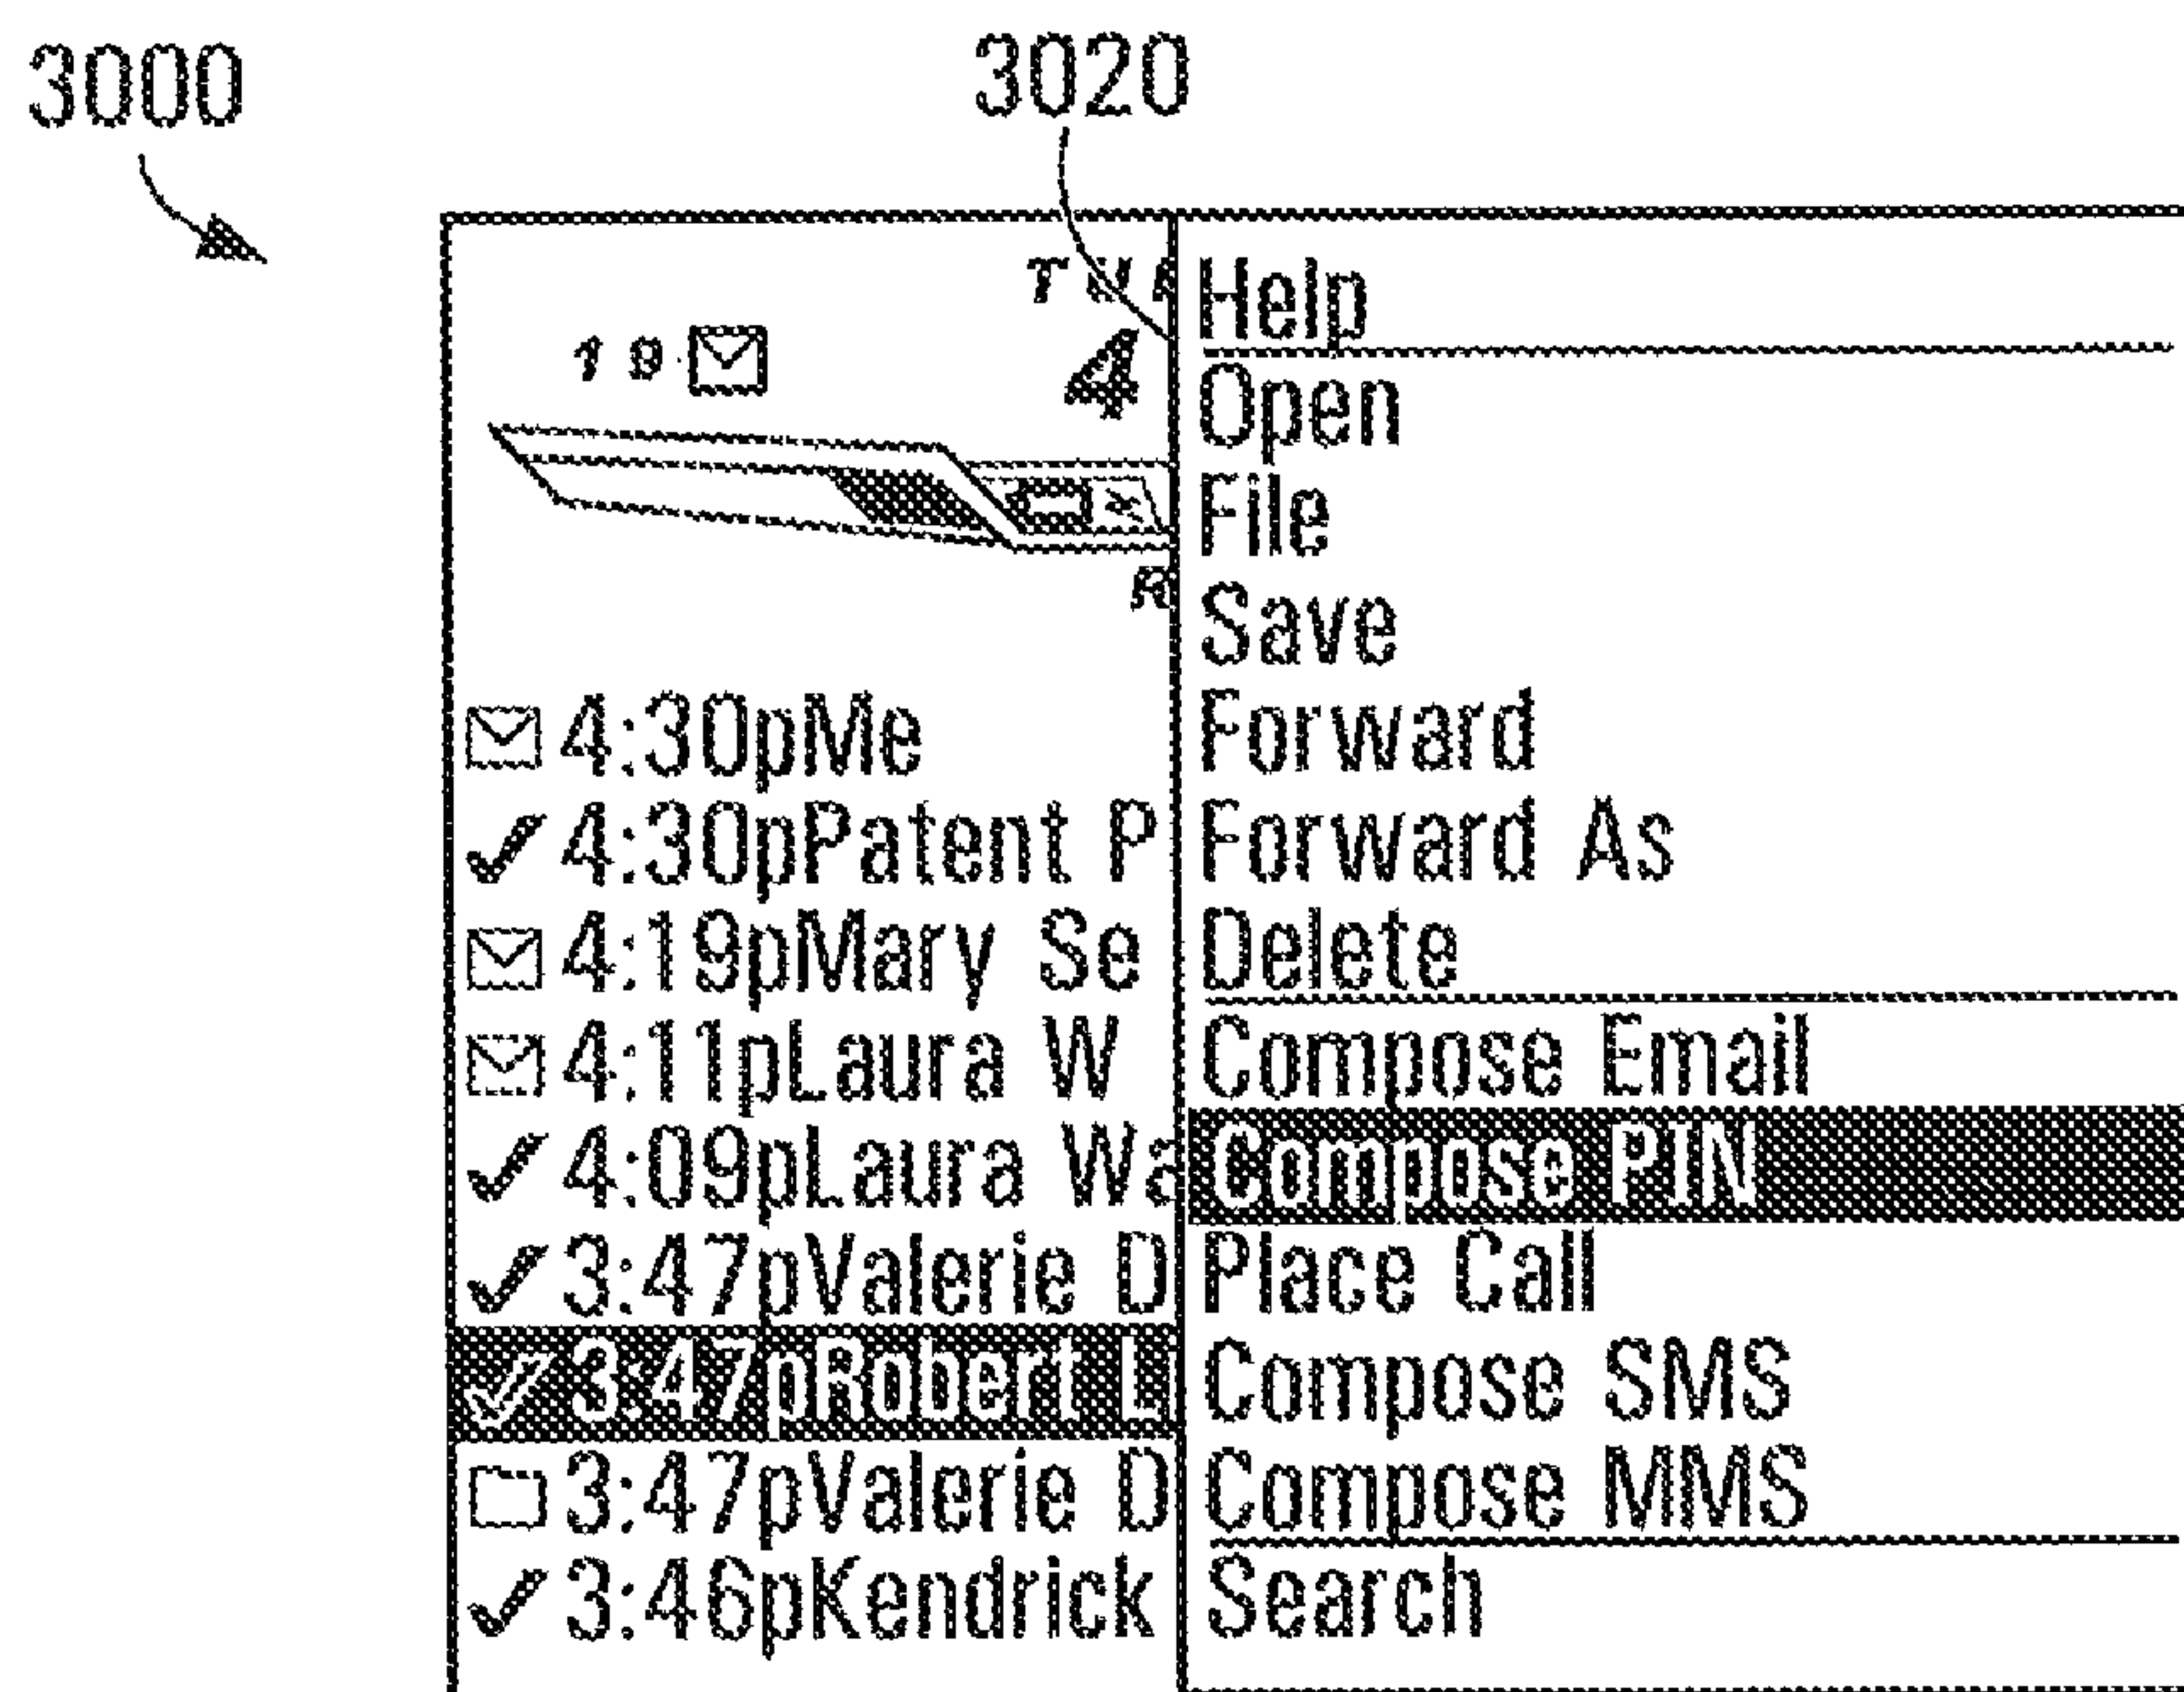 3000
3020
19
4
R
4:30pMe
4:30pPatent P
4:19pMary Se
4:11pLaura W
4:09pLaura Wa
3:47pValerie D
3:47pRobert L
3:47pValerie D
3:46pKendrick
Help
Open
File
Save
Forward
Forward As
Delete
Compose Email
Compose PIN
Place Call
Compose SMS
Compose MMS
Search